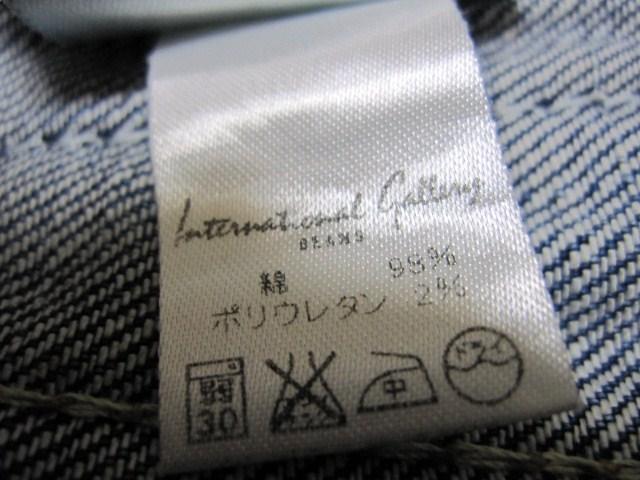 International Gallery
BEAMS
綿 98%
ポリウレタン 2%
弱 30 中 ドライ